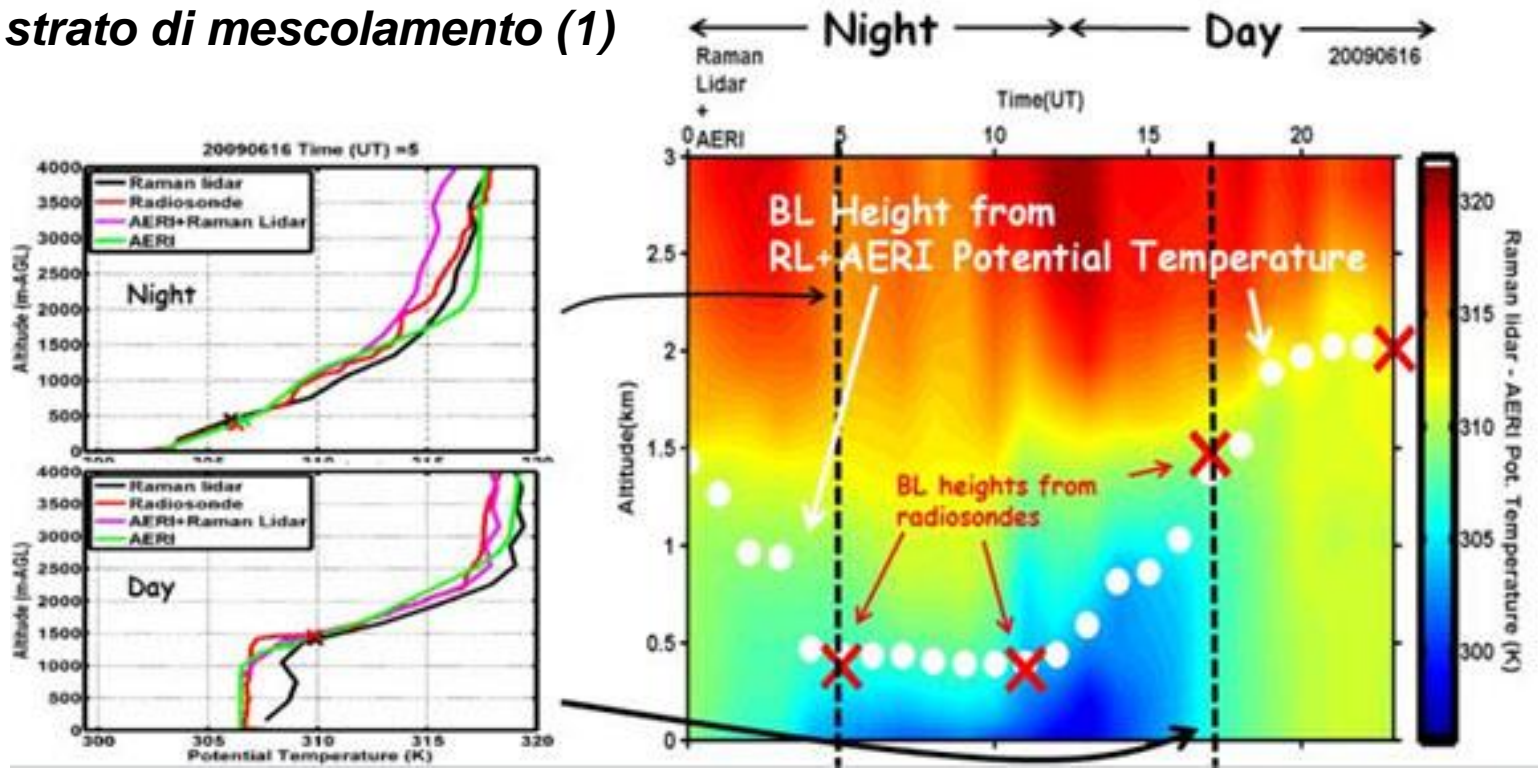 strato di mescolamento (1)
Night
Day
Raman
Lidar
+
AERI
20090616
Time(UT)
0 5 10 15 20
20090616 Time (UT) =5
4000
3500
3000
2500
2000
1500
1000
500
0
Raman lidar
Radiosonde
AERI+Raman Lidar
AERI
Night
Altitude (m-AGL)
4000
3500
3000
2500
2000
1500
1000
500
0
Raman lidar
Radiosonde
AERI+Raman Lidar
AERI
Day
Altitude (m-AGL)
300 305 310 315 320
Potential Temperature (K)
3
2.5
2
1.5
1
0.5
0
Altitude(km)
BL Height from
RL+AERI Potential Temperature
BL heights from
radiosondes
320
315
310
305
300
Raman lidar - AERI Pot. Temperature (K)